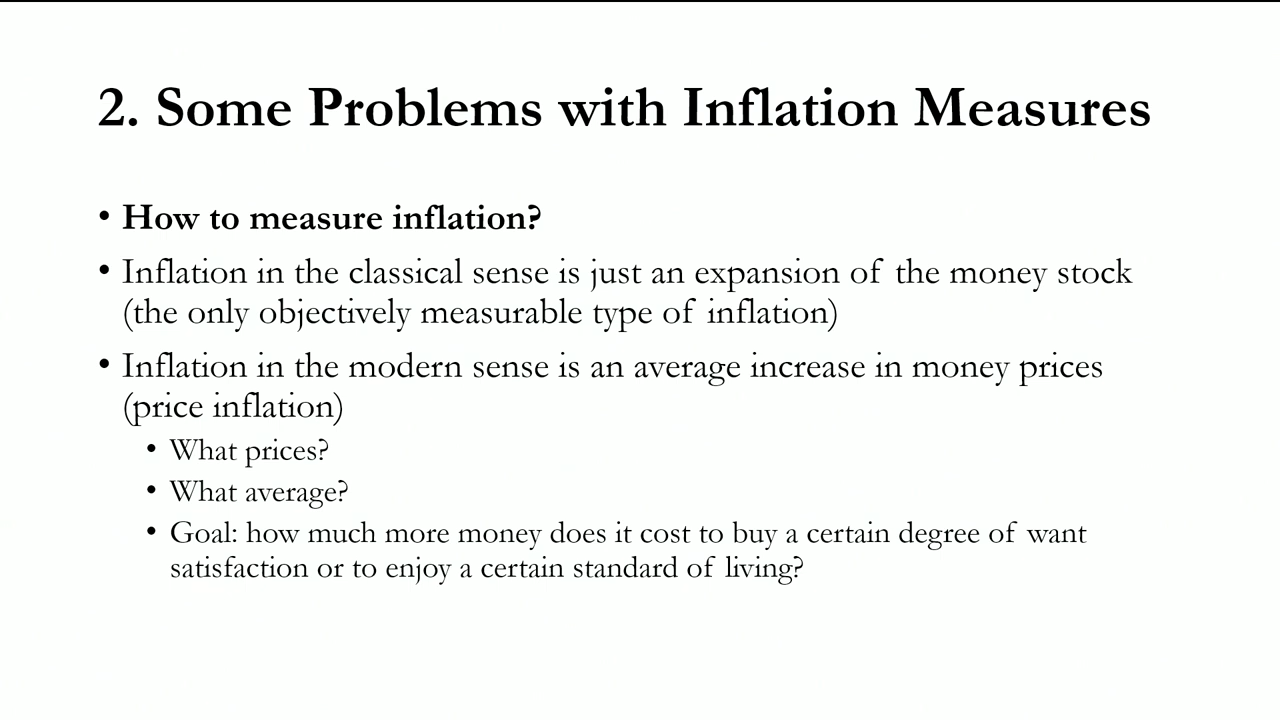 2. Some Problems with Inflation Measures
• How to measure inflation?
• Inflation in the classical sense is just an expansion of the money stock
(the only objectively measurable type of inflation)
• Inflation in the modern sense is an average increase in money prices
(price inflation)
• What prices?
• What average?
• Goal: how much more money does it cost to buy a certain degree of want
satisfaction or to enjoy a certain standard of living?